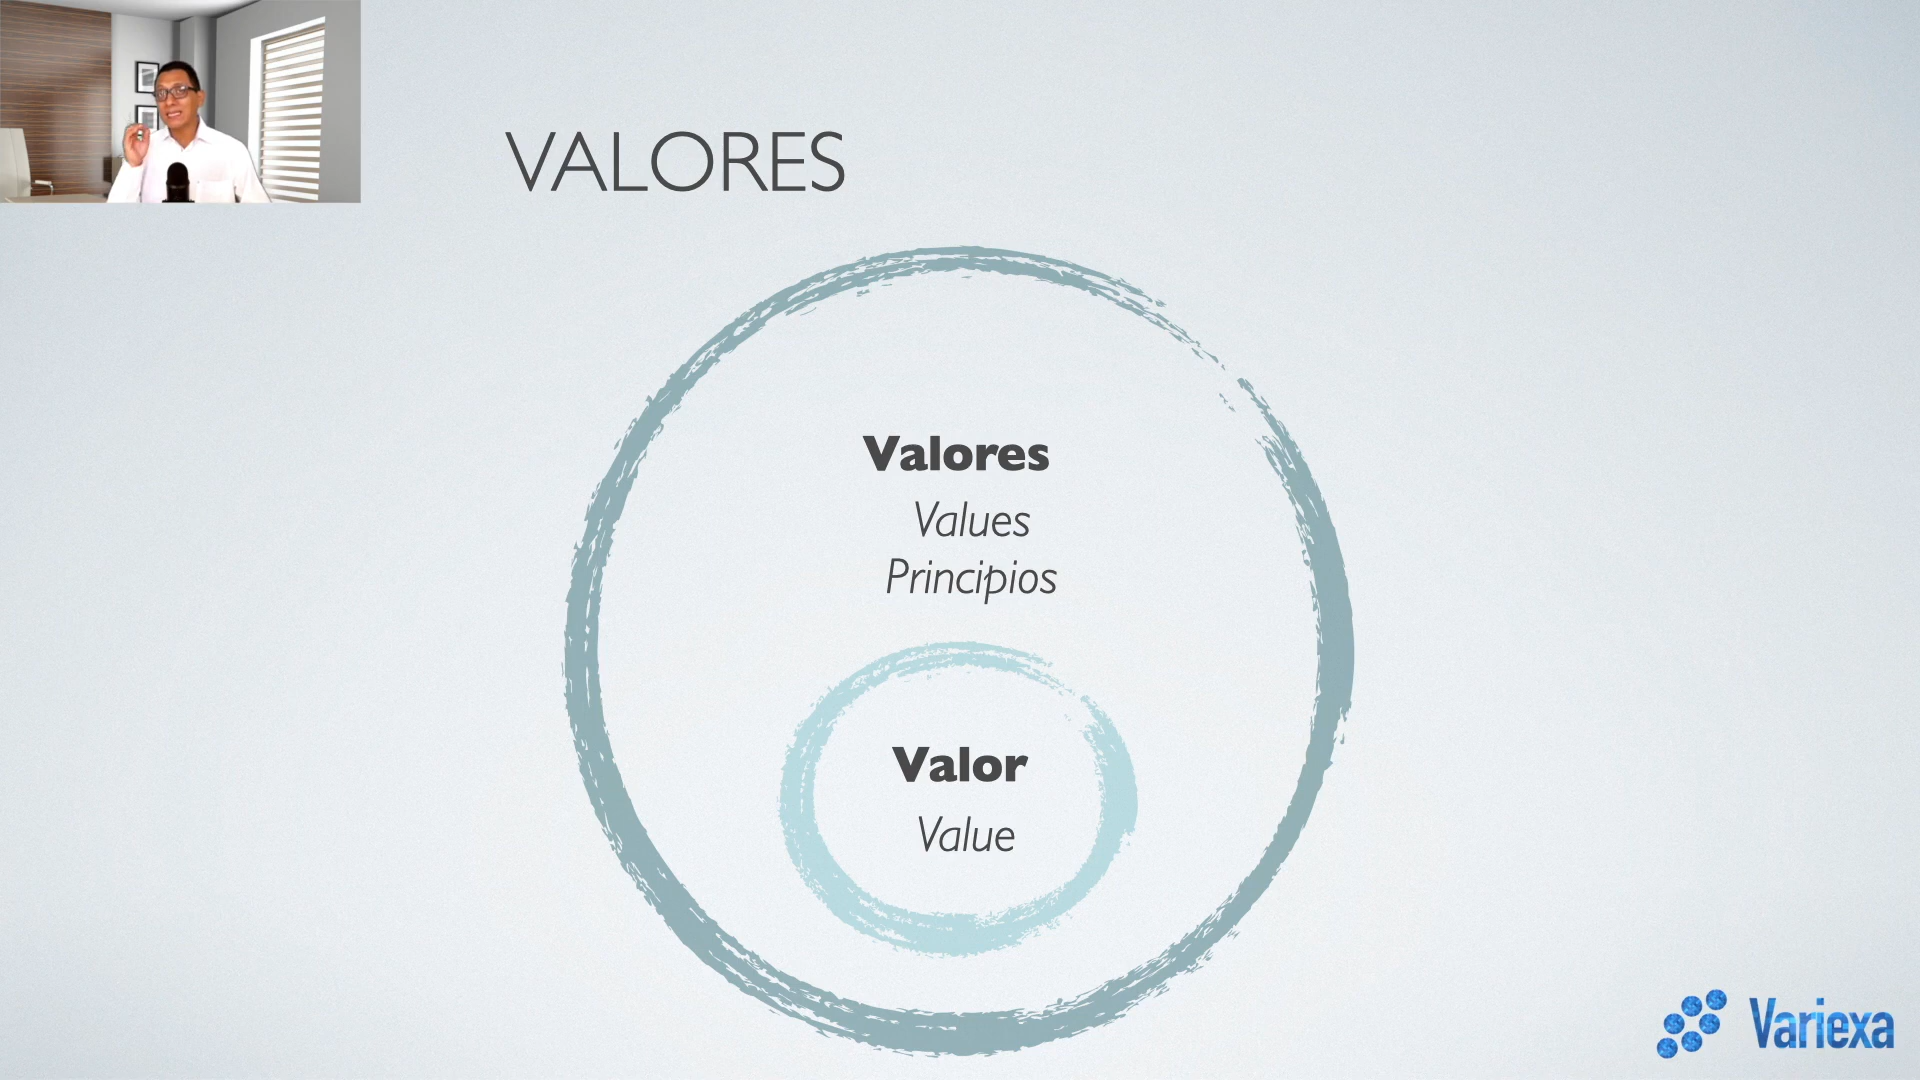 VALORES
Valores
Values
Principios
Valor
Value
Variexa